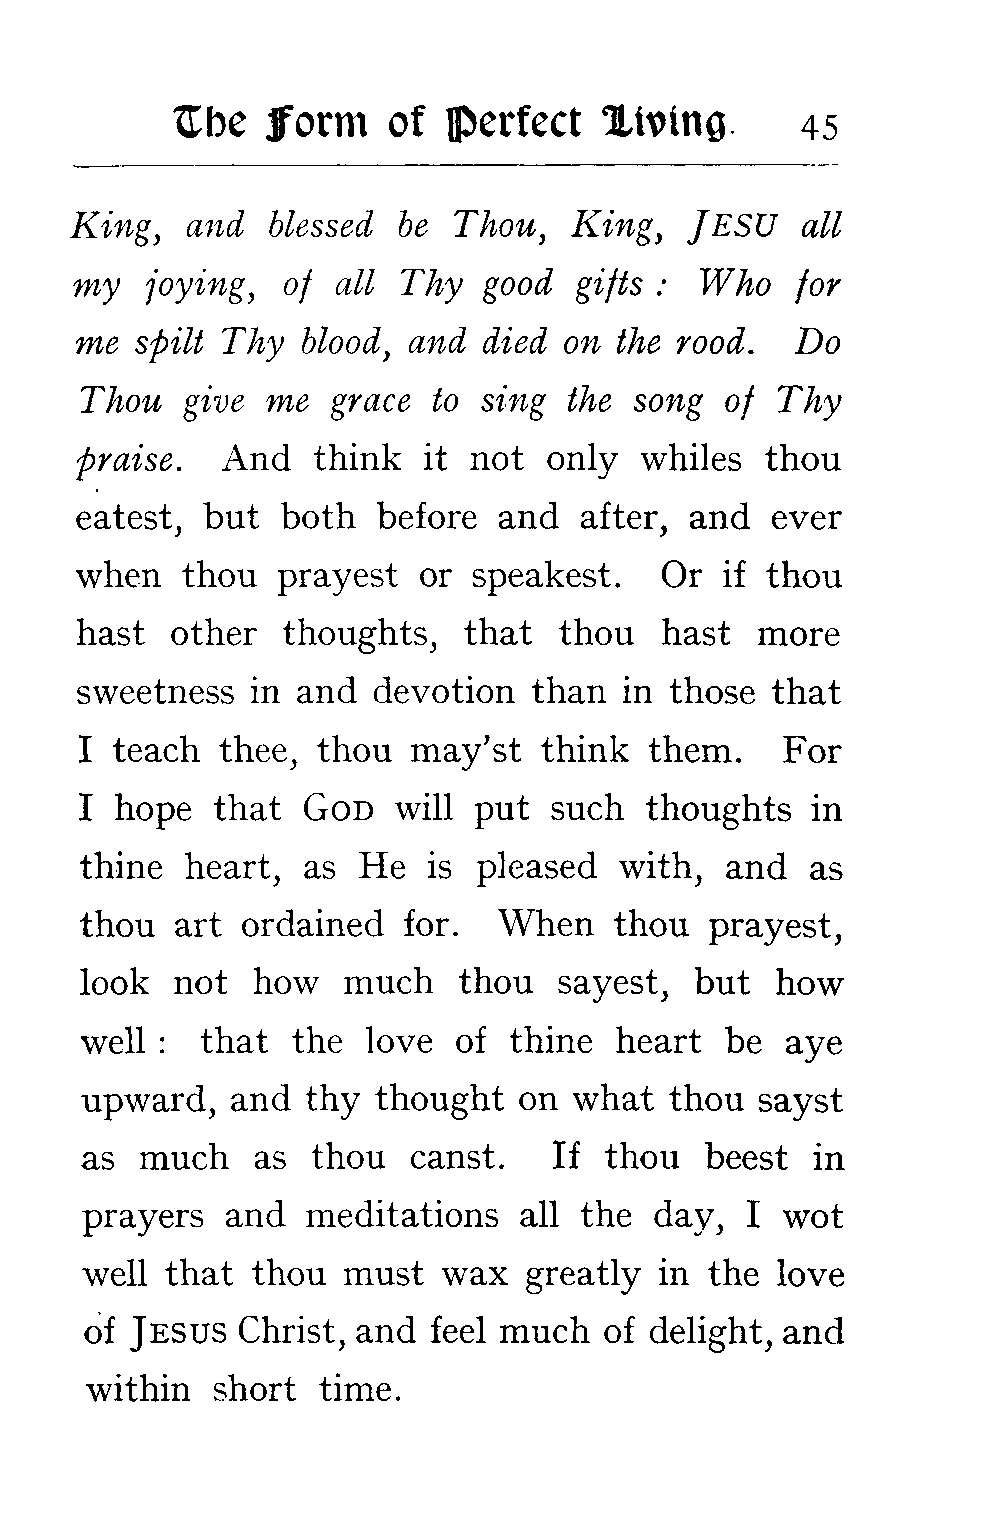 The Form of Perfect Living. 45
King, and blessed be Thou, King, JESU all
my joying, of all Thy good gifts : Who for
me spilt Thy blood, and died on the rood. Do
Thou give me grace to sing the song of Thy
praise. And think it not only whiles thou
eatest, but both before and after, and ever
when thou prayest or speakest. Or if thou
hast other thoughts, that thou hast more
sweetness in and devotion than in those that
I teach thee, thou may'st think them. For
I hope that GOD will put such thoughts in
thine heart, as He is pleased with, and as
thou art ordained for. When thou prayest,
look not how much thou sayest, but how
well : that the love of thine heart be aye
upward, and thy thought on what thou sayst
as much as thou canst. If thou beest in
prayers and meditations all the day, I wot
well that thou must wax greatly in the love
of JESUS Christ, and feel much of delight, and
within short time.